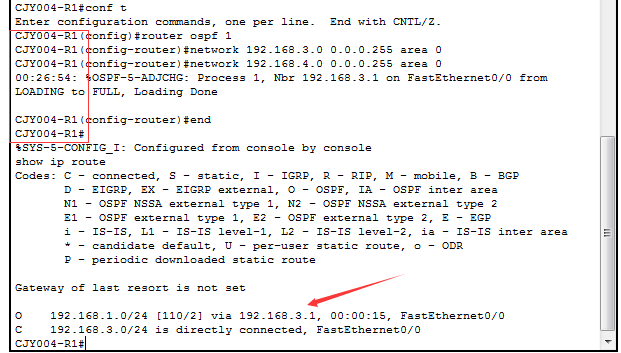 CJY004-R1#conf t
Enter configuration commands, one per line.  End with CNTL/Z.
CJY004-R1(config)#router ospf 1
CJY004-R1(config-router)#network 192.168.3.0 0.0.0.255 area 0
CJY004-R1(config-router)#network 192.168.4.0 0.0.0.255 area 0
00:26:54: %OSPF-5-ADJCHG: Process 1, Nbr 192.168.3.1 on FastEthernet0/0 from
LOADING to FULL, Loading Done
CJY004-R1(config-router)#end
CJY004-R1#
%SYS-5-CONFIG_I: Configured from console by console
show ip route
Codes: C - connected, S - static, I - IGRP, R - RIP, M - mobile, B - BGP
D - EIGRP, EX - EIGRP external, O - OSPF, IA - OSPF inter area
N1 - OSPF NSSA external type 1, N2 - OSPF NSSA external type 2
E1 - OSPF external type 1, E2 - OSPF external type 2, E - EGP
i - IS-IS, L1 - IS-IS level-1, L2 - IS-IS level-2, ia - IS-IS inter area
* - candidate default, U - per-user static route, o - ODR
P - periodic downloaded static route
Gateway of last resort is not set
O    192.168.1.0/24 [110/2] via 192.168.3.1, 00:00:15, FastEthernet0/0
C    192.168.3.0/24 is directly connected, FastEthernet0/0
CJY004-R1#